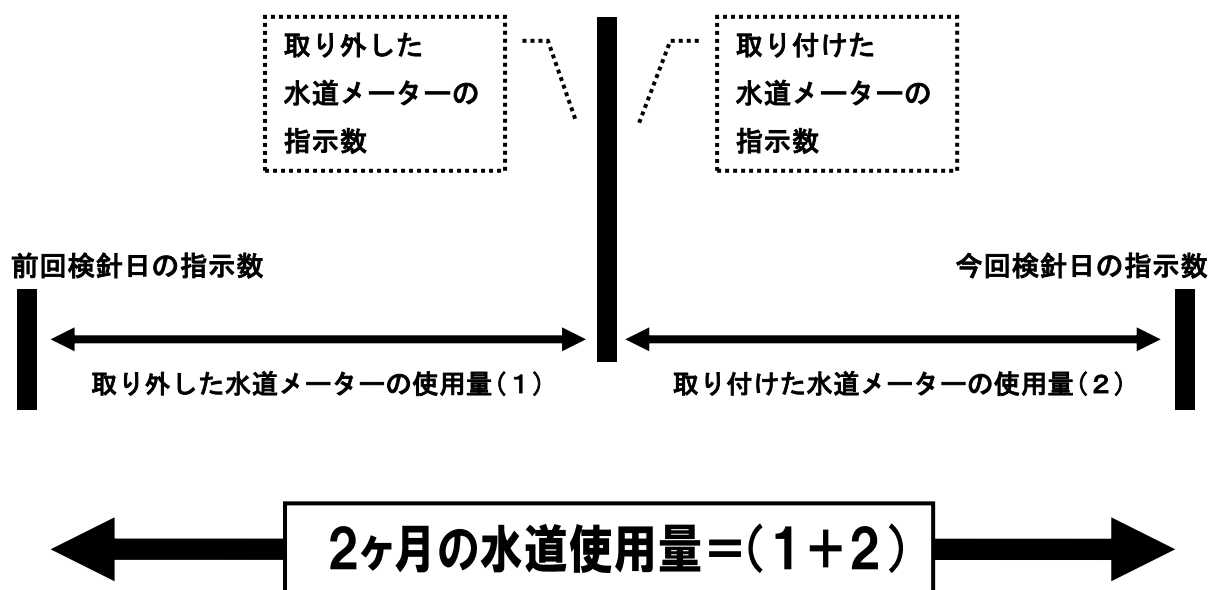 取り外した
水道メーターの
指示数
取り付けた
水道メーターの
指示数
前回検針日の指示数
今回検針日の指示数
取り外した水道メーターの使用量(1)
取り付けた水道メーターの使用量(2)
2ヶ月の水道使用量=(1+2)